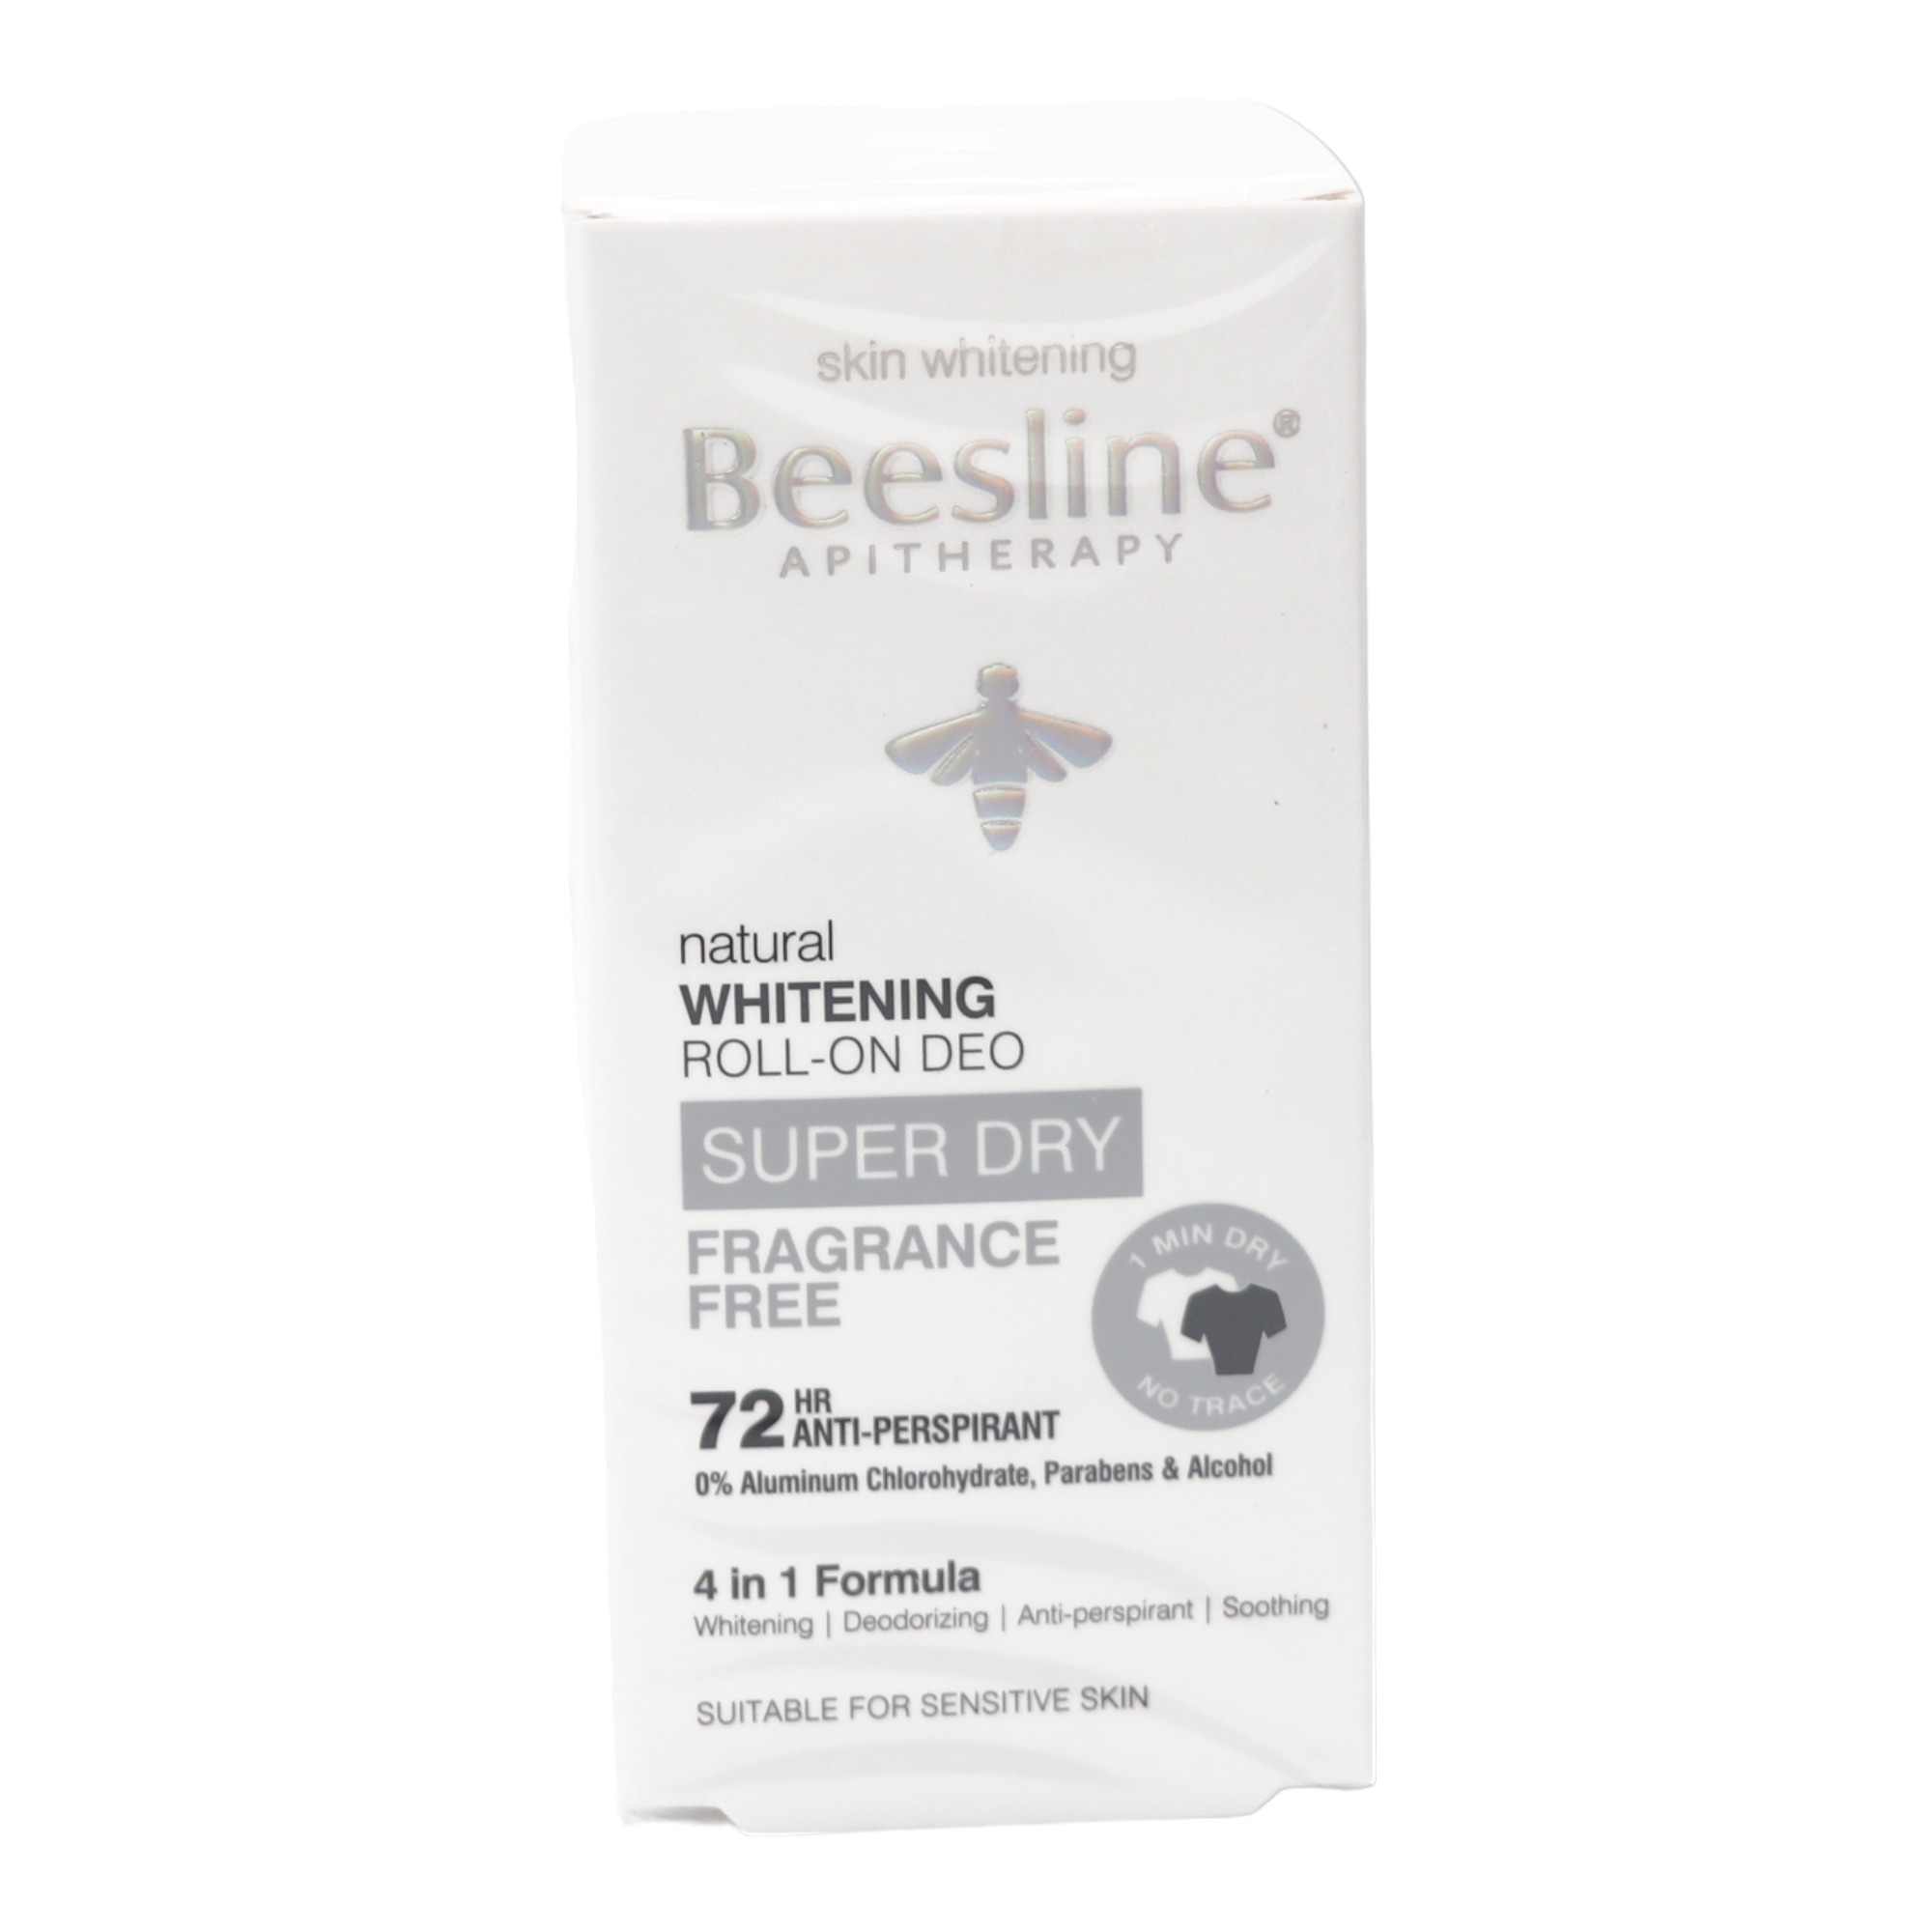 skin whitening
Beesline®
APITHERAPY
natural
WHITENING
ROLL-ON DEO
SUPER DRY
FRAGRANCE
FREE
1 MIN DRY
NO TRACE
72 HR
ANTI-PERSPIRANT
0% Aluminum Chlorohydrate, Parabens & Alcohol
4 in 1 Formula
Whitening | Deodorizing | Anti-perspirant | Soothing
SUITABLE FOR SENSITIVE SKIN